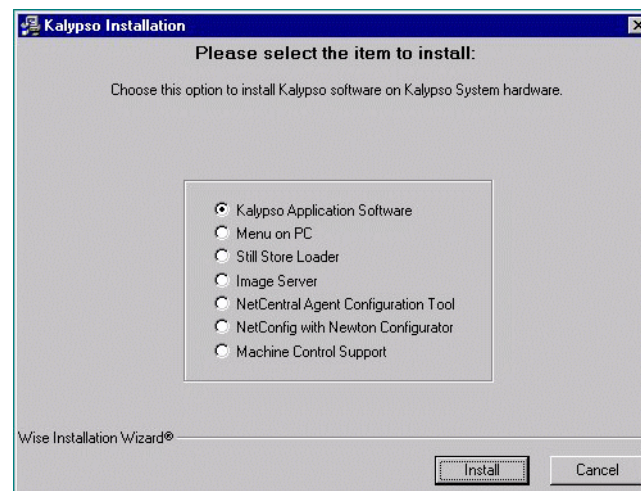 Kalypso Installation
Please select the item to install:
Choose this option to install Kalypso software on Kalypso System hardware.
Kalypso Application Software
Menu on PC
Still Store Loader
Image Server
NetCentral Agent Configuration Tool
NetConfig with Newton Configurator
Machine Control Support
Wise Installation Wizard®
Install
Cancel